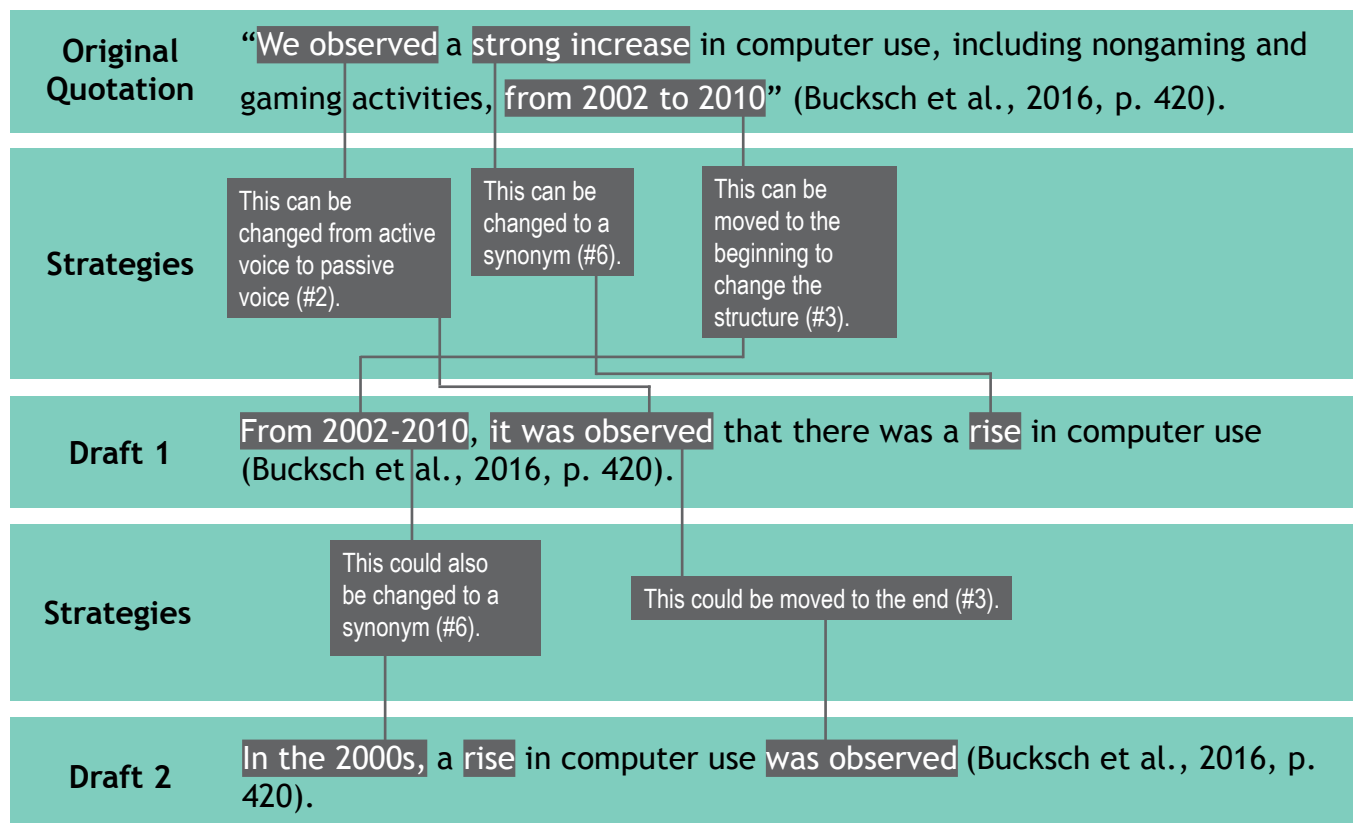 Original
Quotation
“We observed a strong increase in computer use, including nongaming and
gaming activities, from 2002 to 2010” (Bucksch et al., 2016, p. 420).
Strategies
This can be
changed from active
voice to passive
voice (#2).
This can be
changed to a
synonym (#6).
This can be
moved to the
beginning to
change the
structure (#3).
Draft 1
From 2002-2010, it was observed that there was a rise in computer use
(Bucksch et al., 2016, p. 420).
Strategies
This could also
be changed to a
synonym (#6).
This could be moved to the end (#3).
Draft 2
In the 2000s, a rise in computer use was observed (Bucksch et al., 2016, p.
420).